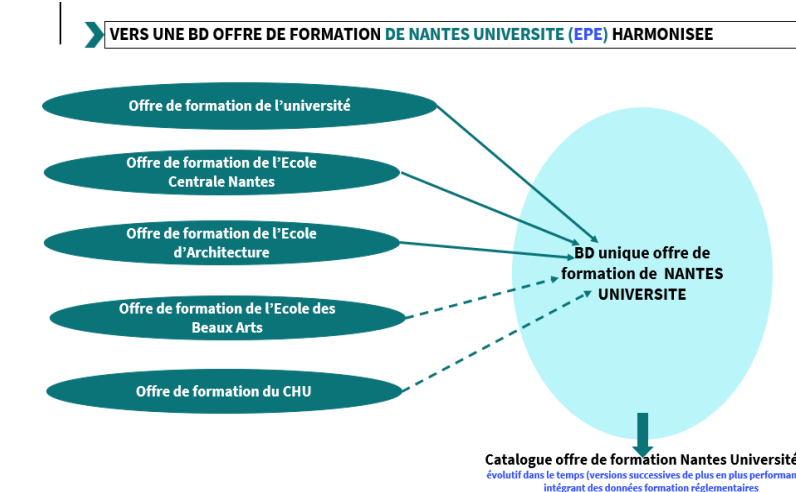 VERS UNE BD OFFRE DE FORMATION DE NANTES UNIVERSITE (EPE) HARMONISEE
Offre de formation de l'université
Offre de formation de l'Ecole
Centrale Nantes
Offre de formation de l'Ecole
d'Architecture
Offre de formation de l'Ecole des
Beaux Arts
Offre de formation du CHU
BD unique offre de
formation de NANTES
UNIVERSITE
Catalogue offre de formation Nantes Université
évolutif dans le temps (versions successives de plus en plus performan
intégrant des données formation réglementaires